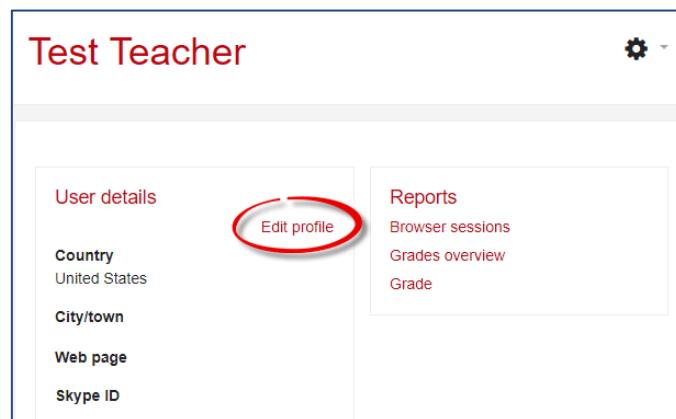 Test Teacher
User details
Edit profile
Country
United States
City/town
Web page
Skype ID
Reports
Browser sessions
Grades overview
Grade